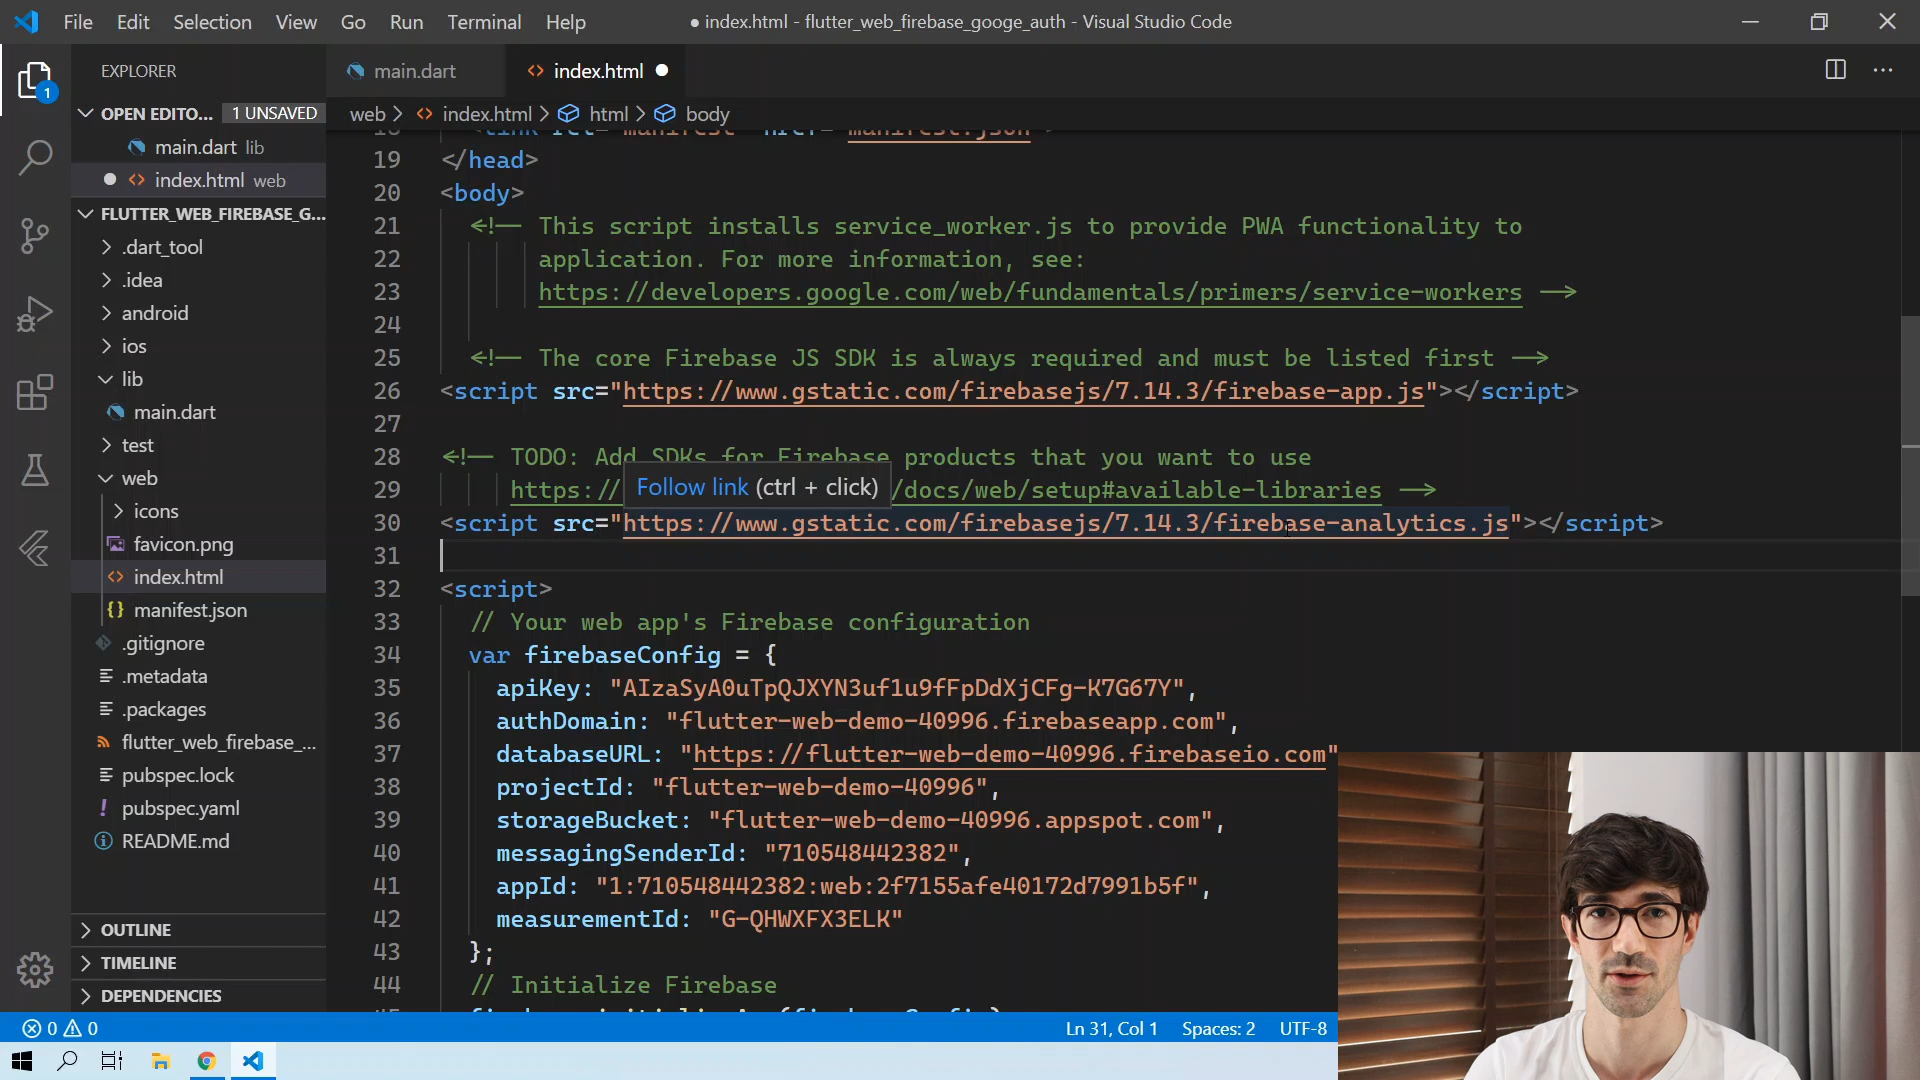 File Edit Selection View Go Run Terminal Help
● index.html - flutter_web_firebase_googe_auth - Visual Studio Code
EXPLORER
OPEN EDITO... 1 UNSAVED
main.dart lib
index.html web
FLUTTER_WEB_FIREBASE_G...
.dart_tool
.idea
android
ios
lib
main.dart
test
web
icons
favicon.png
index.html
manifest.json
.gitignore
.metadata
.packages
flutter_web_firebase_...
pubspec.lock
pubspec.yaml
README.md
OUTLINE
TIMELINE
DEPENDENCIES
1
main.dart
index.html
web > index.html > html > body
18 <link rel="manifest" href="manifest.json">
19 </head>
20 <body>
21 <!-- This script installs service_worker.js to provide PWA functionality to
22 application. For more information, see:
23 https://developers.google.com/web/fundamentals/primers/service-workers -->
24
25 <!-- The core Firebase JS SDK is always required and must be listed first -->
26 <script src="https://www.gstatic.com/firebasejs/7.14.3/firebase-app.js"></script>
27
28 <!-- TODO: Add SDKs for Firebase products that you want to use
29 https:// /docs/web/setup#available-libraries -->
Follow link (ctrl + click)
30 <script src="https://www.gstatic.com/firebasejs/7.14.3/firebase-analytics.js"></script>
31
32 <script>
33 // Your web app's Firebase configuration
34 var firebaseConfig = {
35 apiKey: "AIzaSyA0uTpQJXYN3uf1u9fFpDdXjCFg-K7G67Y",
36 authDomain: "flutter-web-demo-40996.firebaseapp.com",
37 databaseURL: "https://flutter-web-demo-40996.firebaseio.com"
38 projectId: "flutter-web-demo-40996",
39 storageBucket: "flutter-web-demo-40996.appspot.com",
40 messagingSenderId: "710548442382",
41 appId: "1:710548442382:web:2f7155afe40172d7991b5f",
42 measurementId: "G-QHWXFX3ELK"
43 };
44 // Initialize Firebase
0 0
Ln 31, Col 1 Spaces: 2 UTF-8